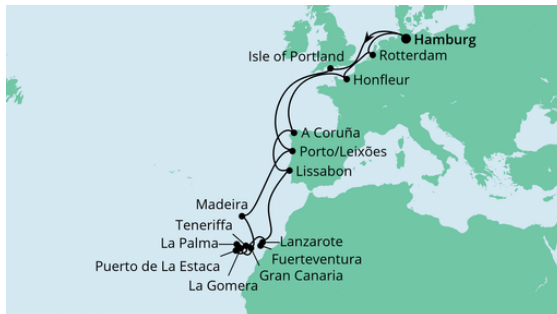 Hamburg
Isle of Portland
Rotterdam
Honfleur
A Coruña
Porto/Leixões
Lissabon
Madeira
Teneriffa
La Palma
Lanzarote
Puerto de La Estaca
Fuerteventura
Gran Canaria
La Gomera